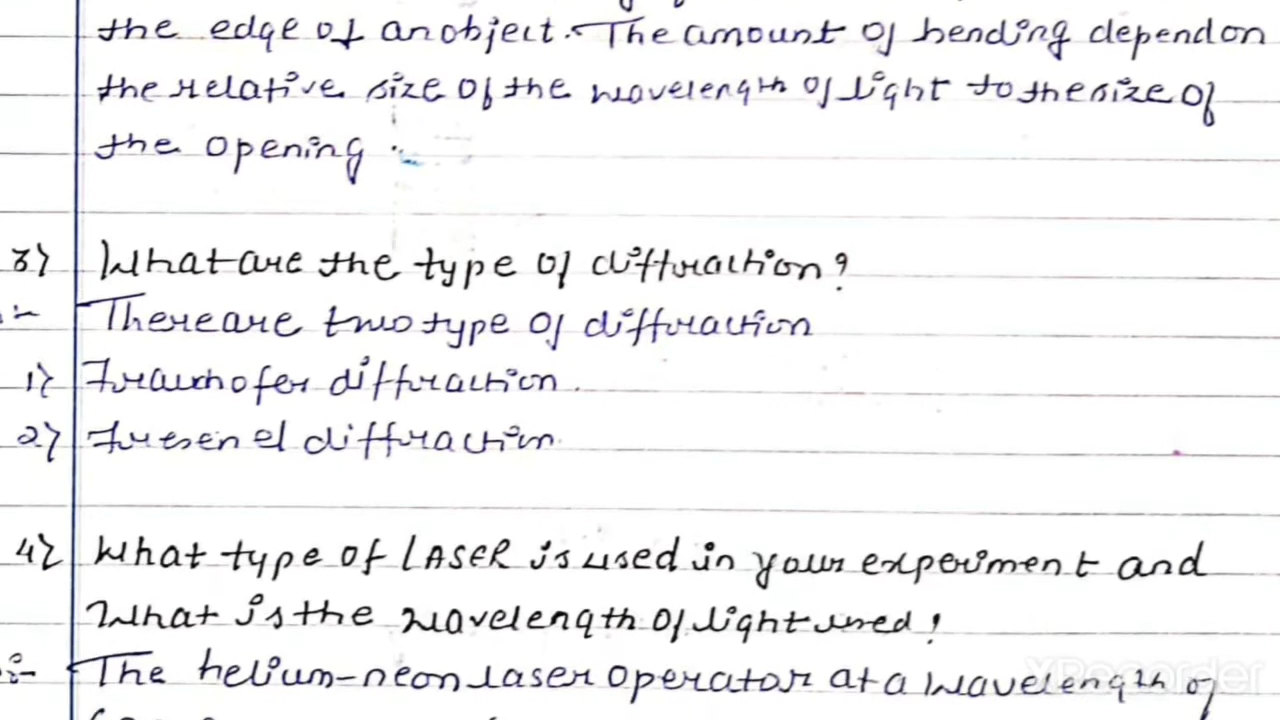 the edge of an object. The amount of bending depend on
the relative size of the wavelength of light to the size of
the opening.
3} What are the type of diffraction?
:- There are two type of diffraction
1} Fraunhofer diffraction.
2} Fresenel diffraction.
4} What type of LASER is used in your experiment and
What is the wavelength of light used?
:- The helium-neon laser operator at a wavelength of
XRecorder